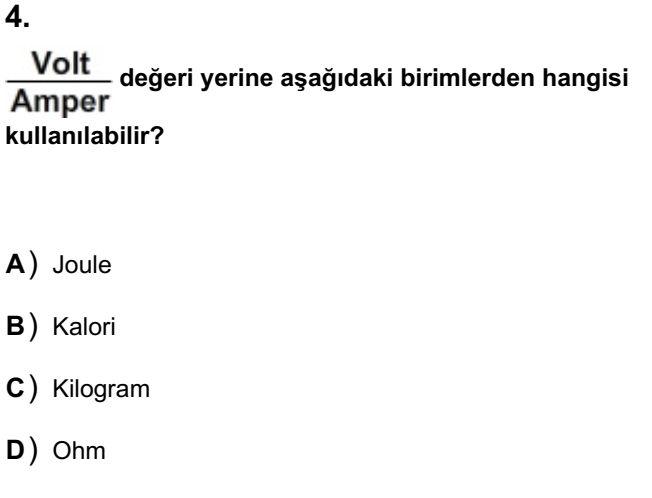 4.
Volt
Amper değeri yerine aşağıdaki birimlerden hangisi
kullanılabilir?
A) Joule
B) Kalori
C) Kilogram
D) Ohm